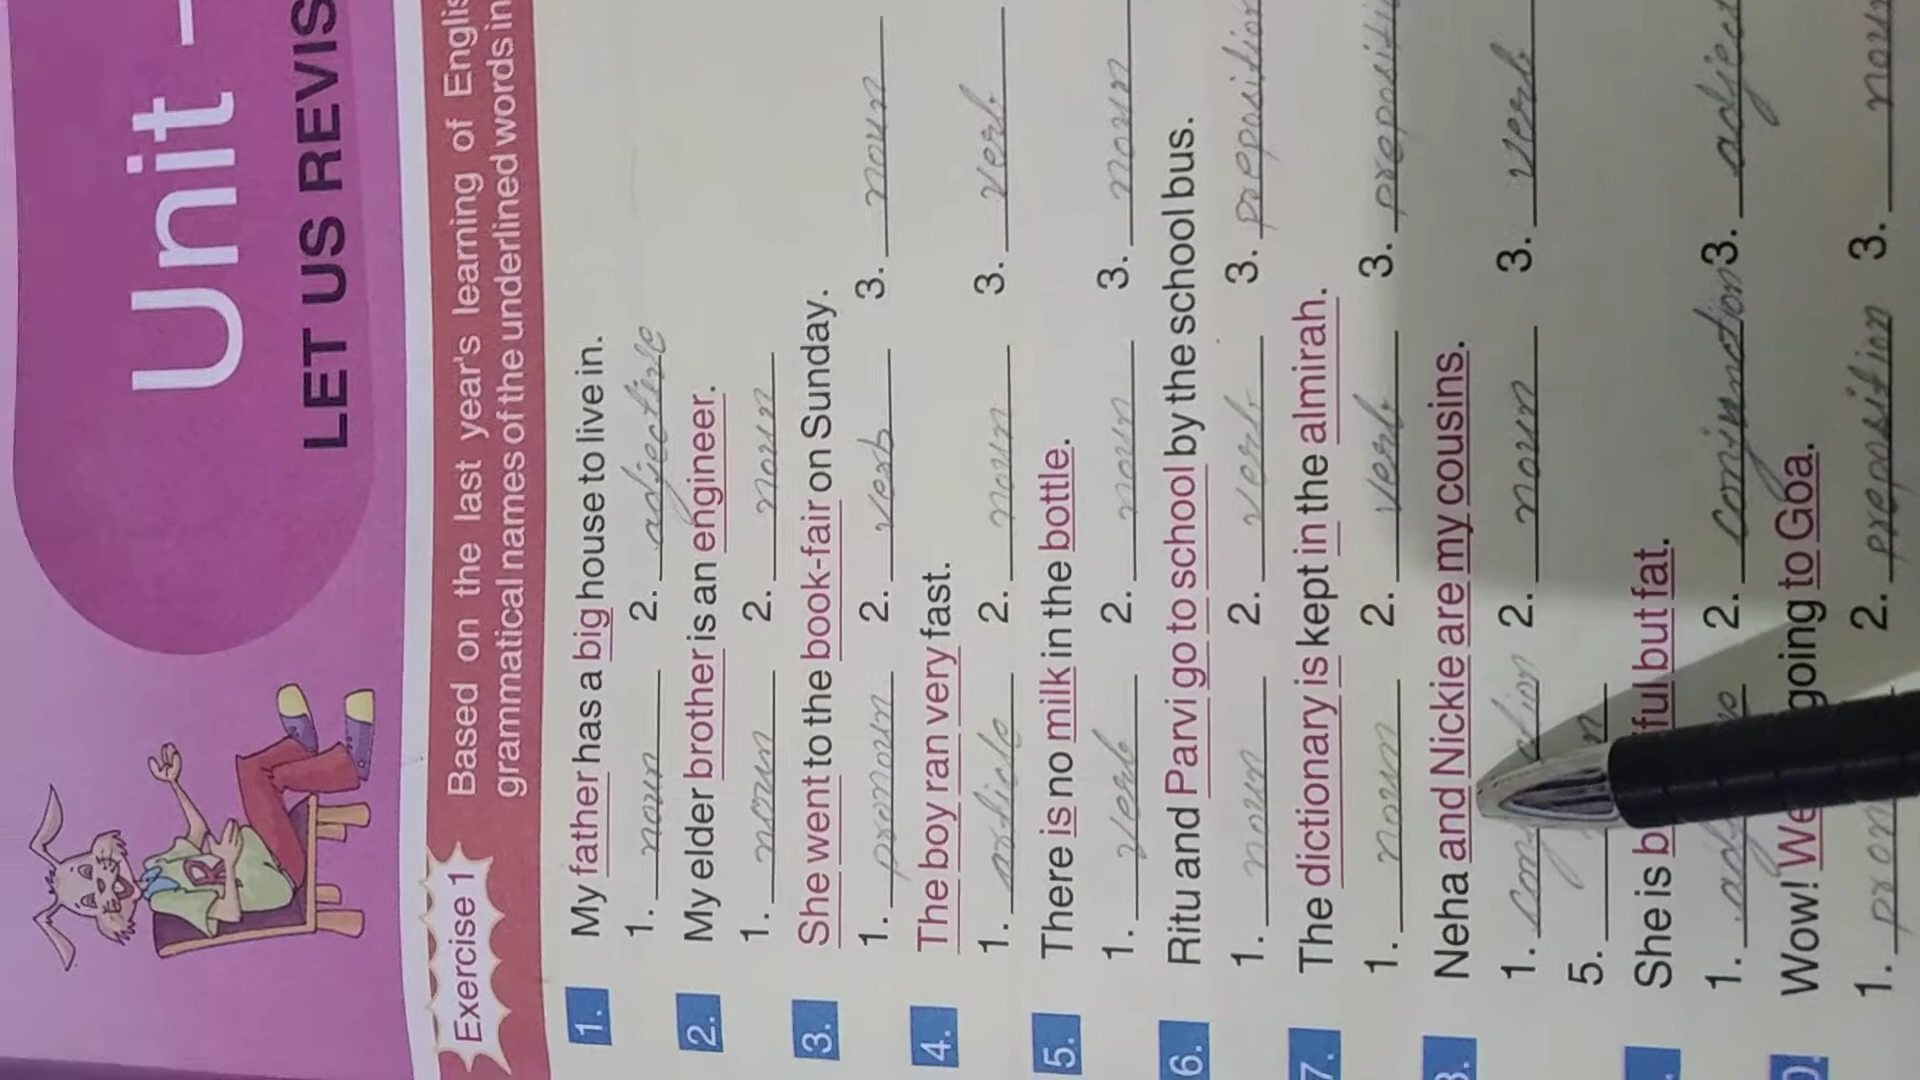 Unit –
LET US REVIS
Exercise 1
Based on the last year's learning of Englis
grammatical names of the underlined words in
1. My father has a big house to live in.
1. noun 2. adjective
2. My elder brother is an engineer.
1. noun 2. noun
3. She went to the book-fair on Sunday.
1. pronoun 2. verb 3. noun
4. The boy ran very fast.
1. article 2. noun 3. verb
5. There is no milk in the bottle.
1. verb 2. noun 3. noun
6. Ritu and Parvi go to school by the school bus.
1. noun 2. verb 3. preposition
7. The dictionary is kept in the almirah.
1. noun 2. verb 3. prepositi
Neha and Nickie are my cousins.
1. 2. noun 3. verb
5.
She is but fat.
1. 2. 3. adject
Wow! We going to Goa.
1. pron 2. preposition 3. noun